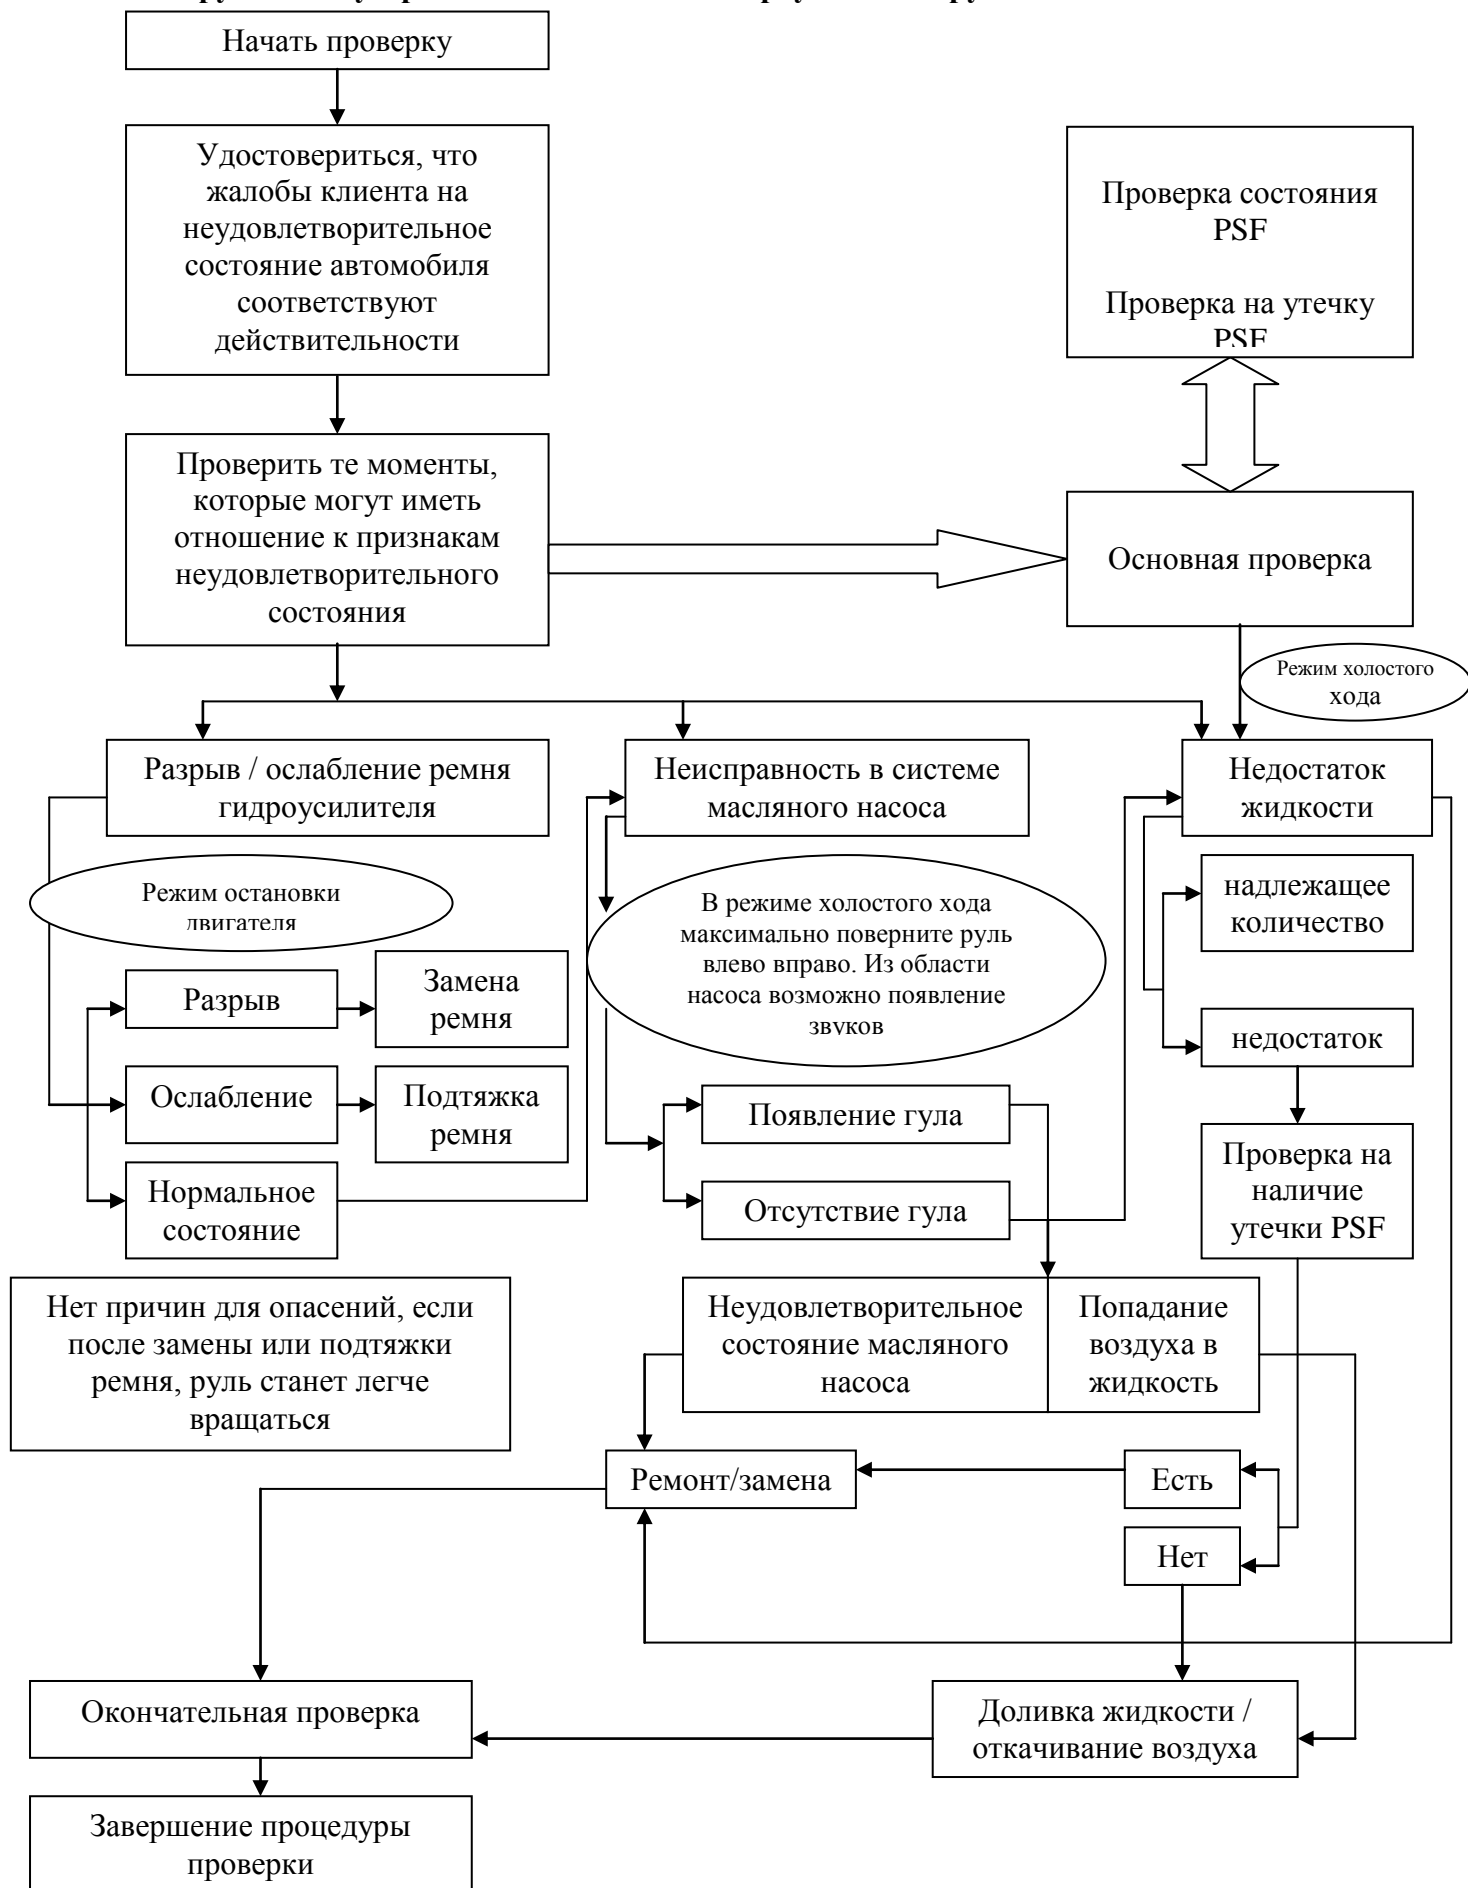 Начать проверку
Удостовериться, что
жалобы клиента на
неудовлетворительное
состояние автомобиля
соответствуют
действительности
Проверка состояния
PSF
Проверка на утечку
PSF
Проверить те моменты,
которые могут иметь
отношение к признакам
неудовлетворительного
состояния
Основная проверка
Режим холостого
хода
Разрыв / ослабление ремня
гидроусилителя
Неисправность в системе
масляного насоса
Недостаток
жидкости
Режим остановки
двигателя
В режиме холостого хода
максимально поверните руль
влево вправо. Из области
насоса возможно появление
звуков
надлежащее
количество
Разрыв
Замена
ремня
недостаток
Ослабление
Подтяжка
ремня
Появление гула
Проверка на
наличие
утечки PSF
Нормальное
состояние
Отсутствие гула
Нет причин для опасений, если
после замены или подтяжки
ремня, руль станет легче
вращаться
Неудовлетворительное
состояние масляного
насоса
Попадание
воздуха в
жидкость
Ремонт/замена
Есть
Нет
Окончательная проверка
Доливка жидкости /
откачивание воздуха
Завершение процедуры
проверки